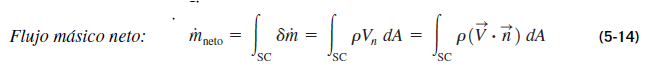 Flujo másico neto: ṁ_neto = ∫_SC δṁ = ∫_SC ρV_n dA = ∫_SC ρ(V⃗ · n⃗) dA (5-14)